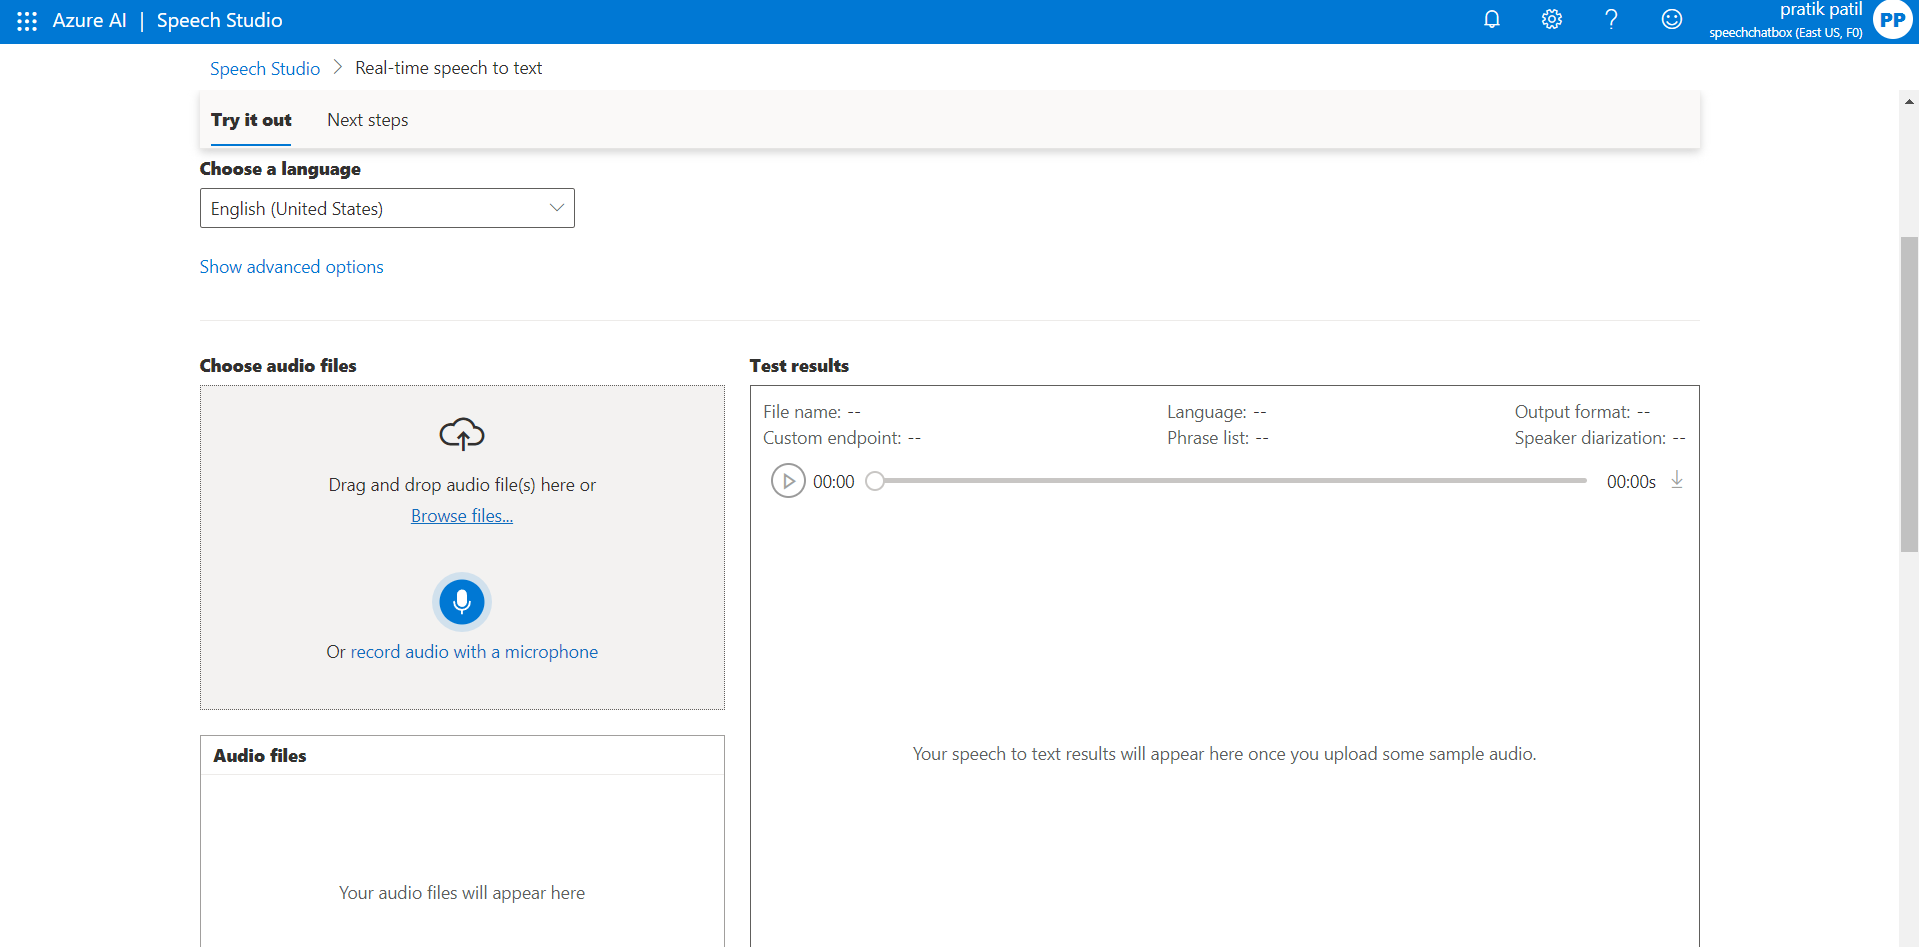 Azure AI | Speech Studio
pratik patil
speechchatbox (East US, F0)
PP
Speech Studio > Real-time speech to text
Try it out
Next steps
Choose a language
English (United States)
Show advanced options
Choose audio files
Drag and drop audio file(s) here or
Browse files...
Or record audio with a microphone
Audio files
Your audio files will appear here
Test results
File name: --
Language: --
Output format: --
Custom endpoint: --
Phrase list: --
Speaker diarization: --
00:00
00:00s
Your speech to text results will appear here once you upload some sample audio.